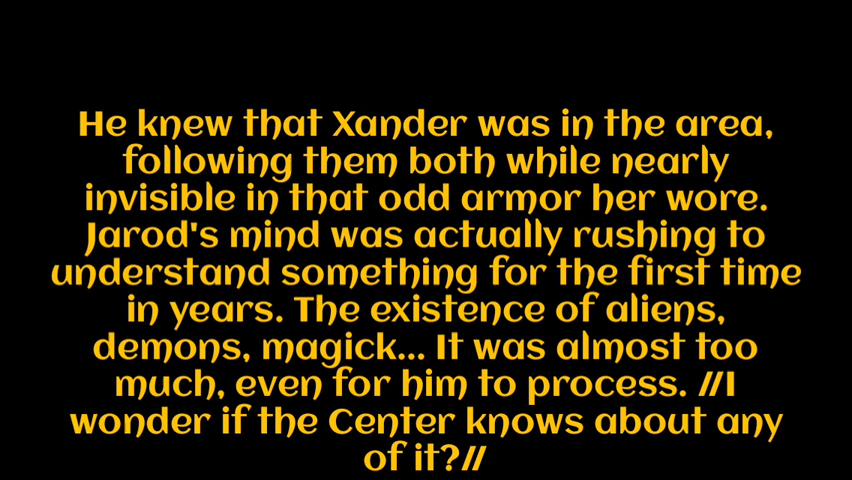 He knew that Xander was in the area,
following them both while nearly
invisible in that odd armor her wore.
Jarod's mind was actually rushing to
understand something for the first time
in years. The existence of aliens,
demons, magick... It was almost too
much, even for him to process. //I
wonder if the Center knows about any
of it?//